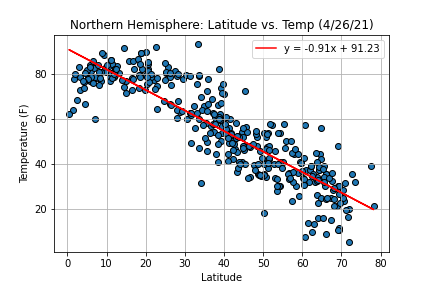 Northern Hemisphere: Latitude vs. Temp (4/26/21)
y = -0.91x + 91.23
Temperature (F)
80
60
40
20
0 10 20 30 40 50 60 70 80
Latitude